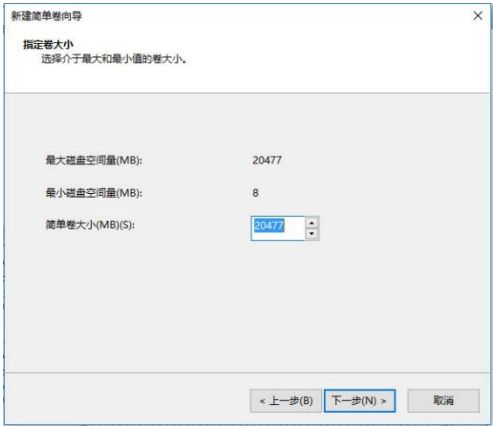 新建简单卷向导
指定卷大小
选择介于最大和最小值的卷大小。
最大磁盘空间量(MB): 20477
最小磁盘空间量(MB): 8
简单卷大小(MB)(S): 20477
< 上一步(B) 下一步(N) > 取消